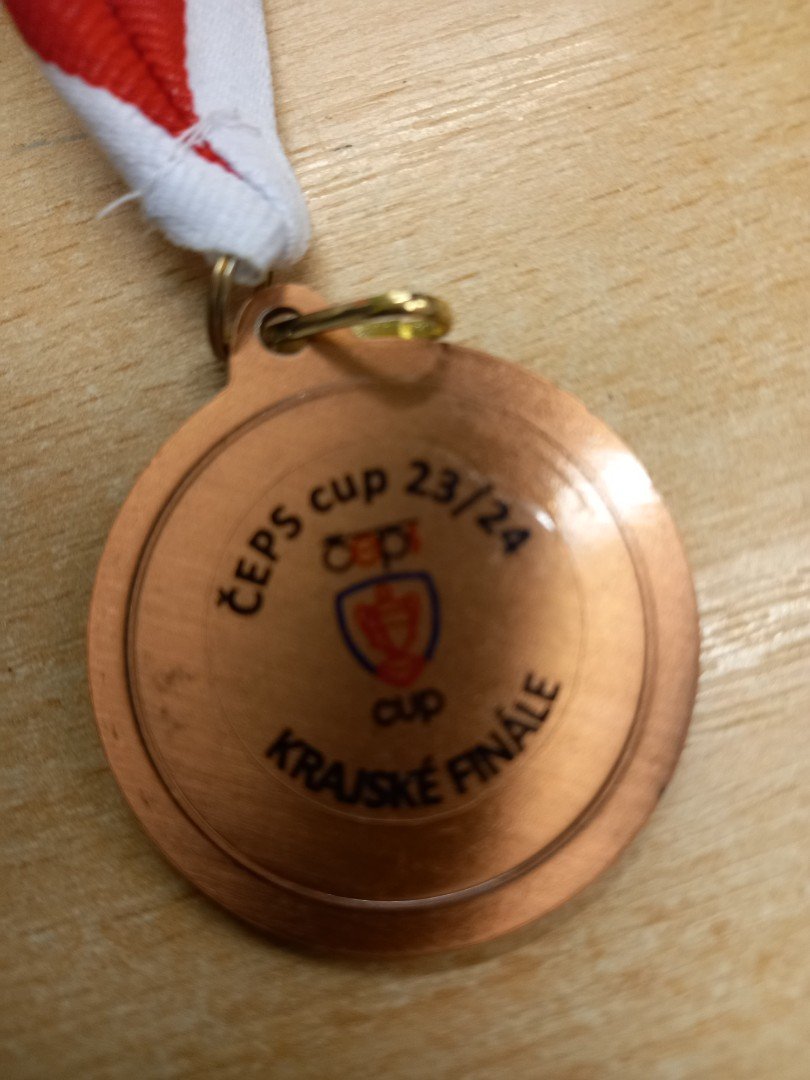 ČEPS cup 23/24
čeps
cup
KRAJSKÉ FINÁLE